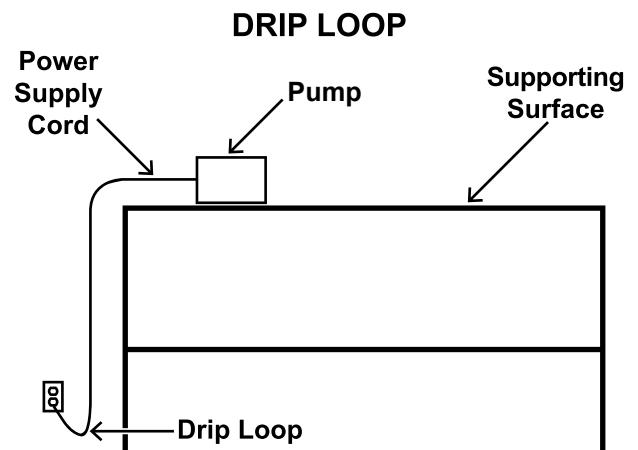 DRIP LOOP
Power
Supply
Cord
Pump
Supporting
Surface
Drip Loop